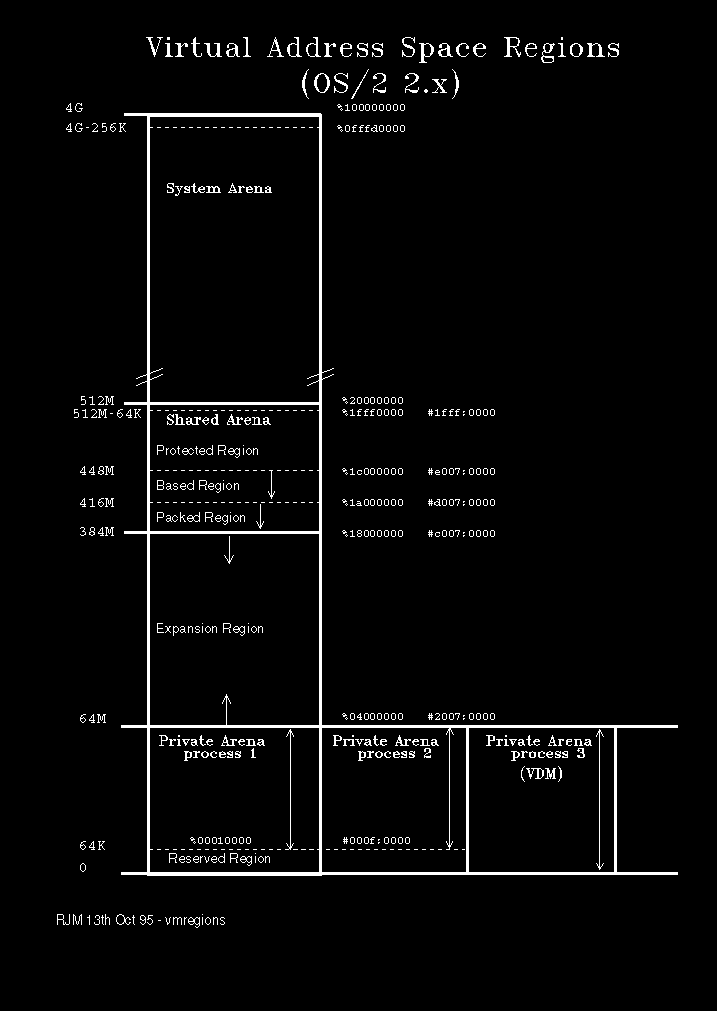 Virtual Address Space Regions
(OS/2 2.x)
4G %100000000
4G-256K %0fffd0000
System Arena
512M %20000000
512M-64K %1fff0000 #1fff:0000
Shared Arena
Protected Region
448M %1c000000 #e007:0000
Based Region
416M %1a000000 #d007:0000
Packed Region
384M %18000000 #c007:0000
Expansion Region
64M %04000000 #2007:0000
Private Arena process 1
Private Arena process 2
Private Arena process 3
(VDM)
%00010000 #000f:0000
64K
Reserved Region
0
RJM 13th Oct 95 - vmregions